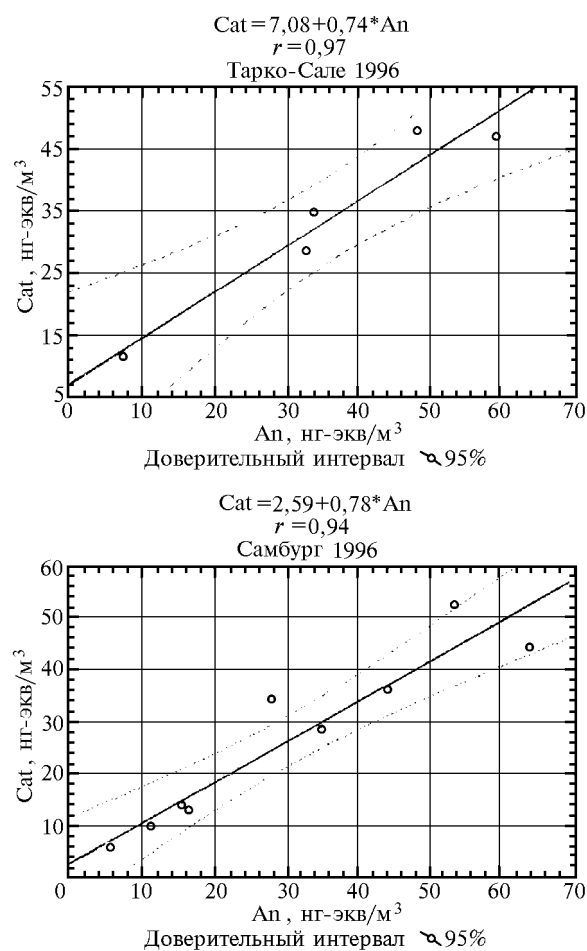 Cat=7,08+0,74*An
r=0,97
Тарко-Сале 1996
55
45
35
25
15
5
Cat, нг-экв/м³
0 10 20 30 40 50 60 70
An, нг-экв/м³
Доверительный интервал 95%
Cat=2,59+0,78*An
r=0,94
Самбург 1996
60
50
40
30
20
10
Cat, нг-экв/м³
0 10 20 30 40 50 60 70
An, нг-экв/м³
Доверительный интервал 95%